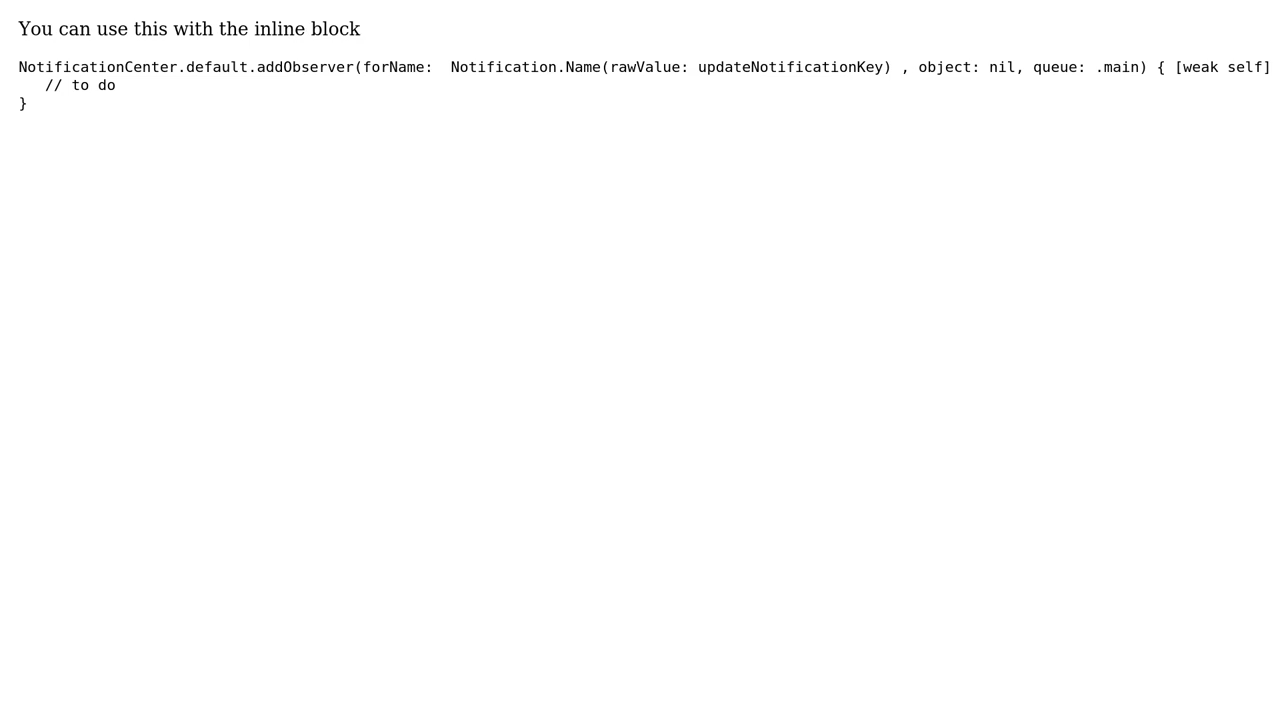 You can use this with the inline block
NotificationCenter.default.addObserver(forName:  Notification.Name(rawValue: updateNotificationKey) , object: nil, queue: .main) { [weak self]
   // to do
}